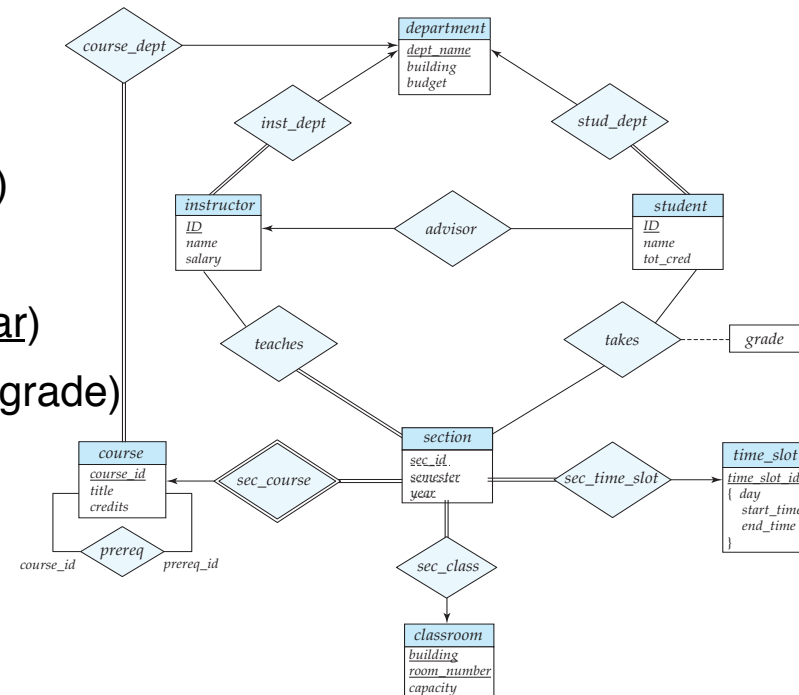 )
ar)
grade)
course_dept
department
dept_name
building
budget
inst_dept
stud_dept
instructor
ID
name
salary
advisor
student
ID
name
tot_cred
teaches
takes
grade
course
course_id
title
credits
sec_course
section
sec_id
semester
year
sec_time_slot
time_slot
time_slot_id
{ day
start_time
end_time
}
prereq
course_id
prereq_id
sec_class
classroom
building
room_number
capacity